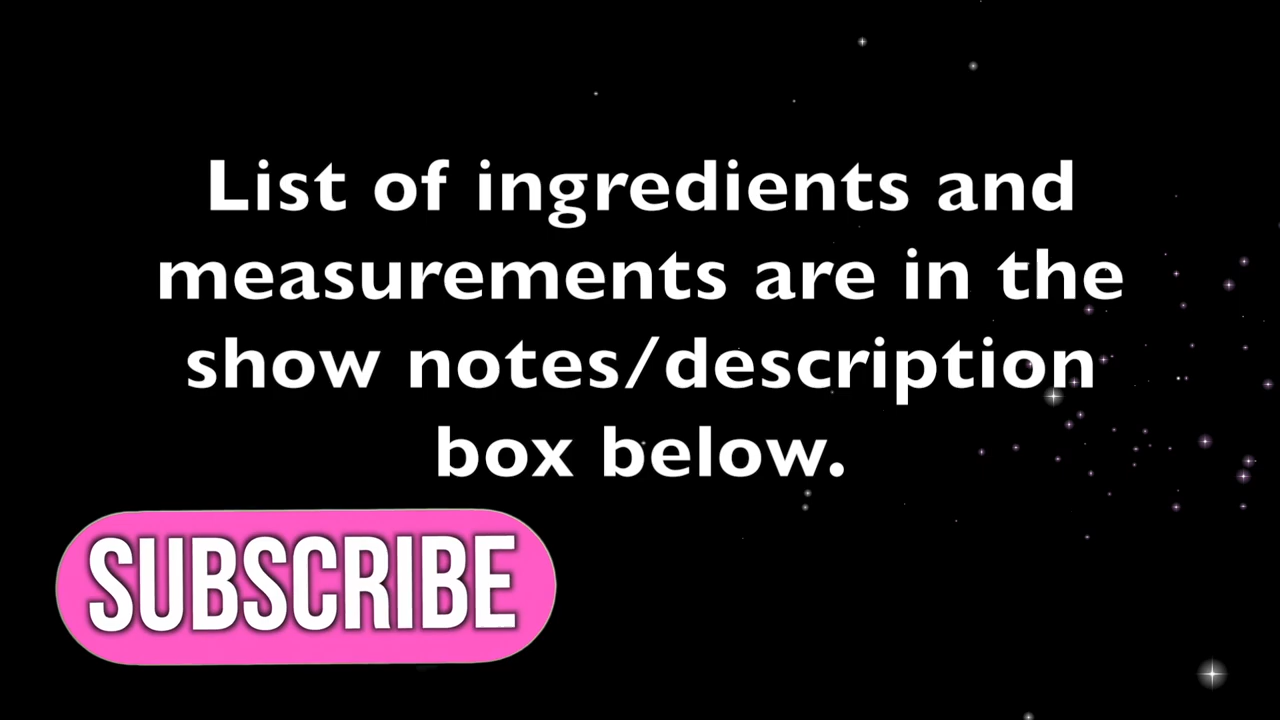 List of ingredients and
measurements are in the
show notes/description
box below.
SUBSCRIBE